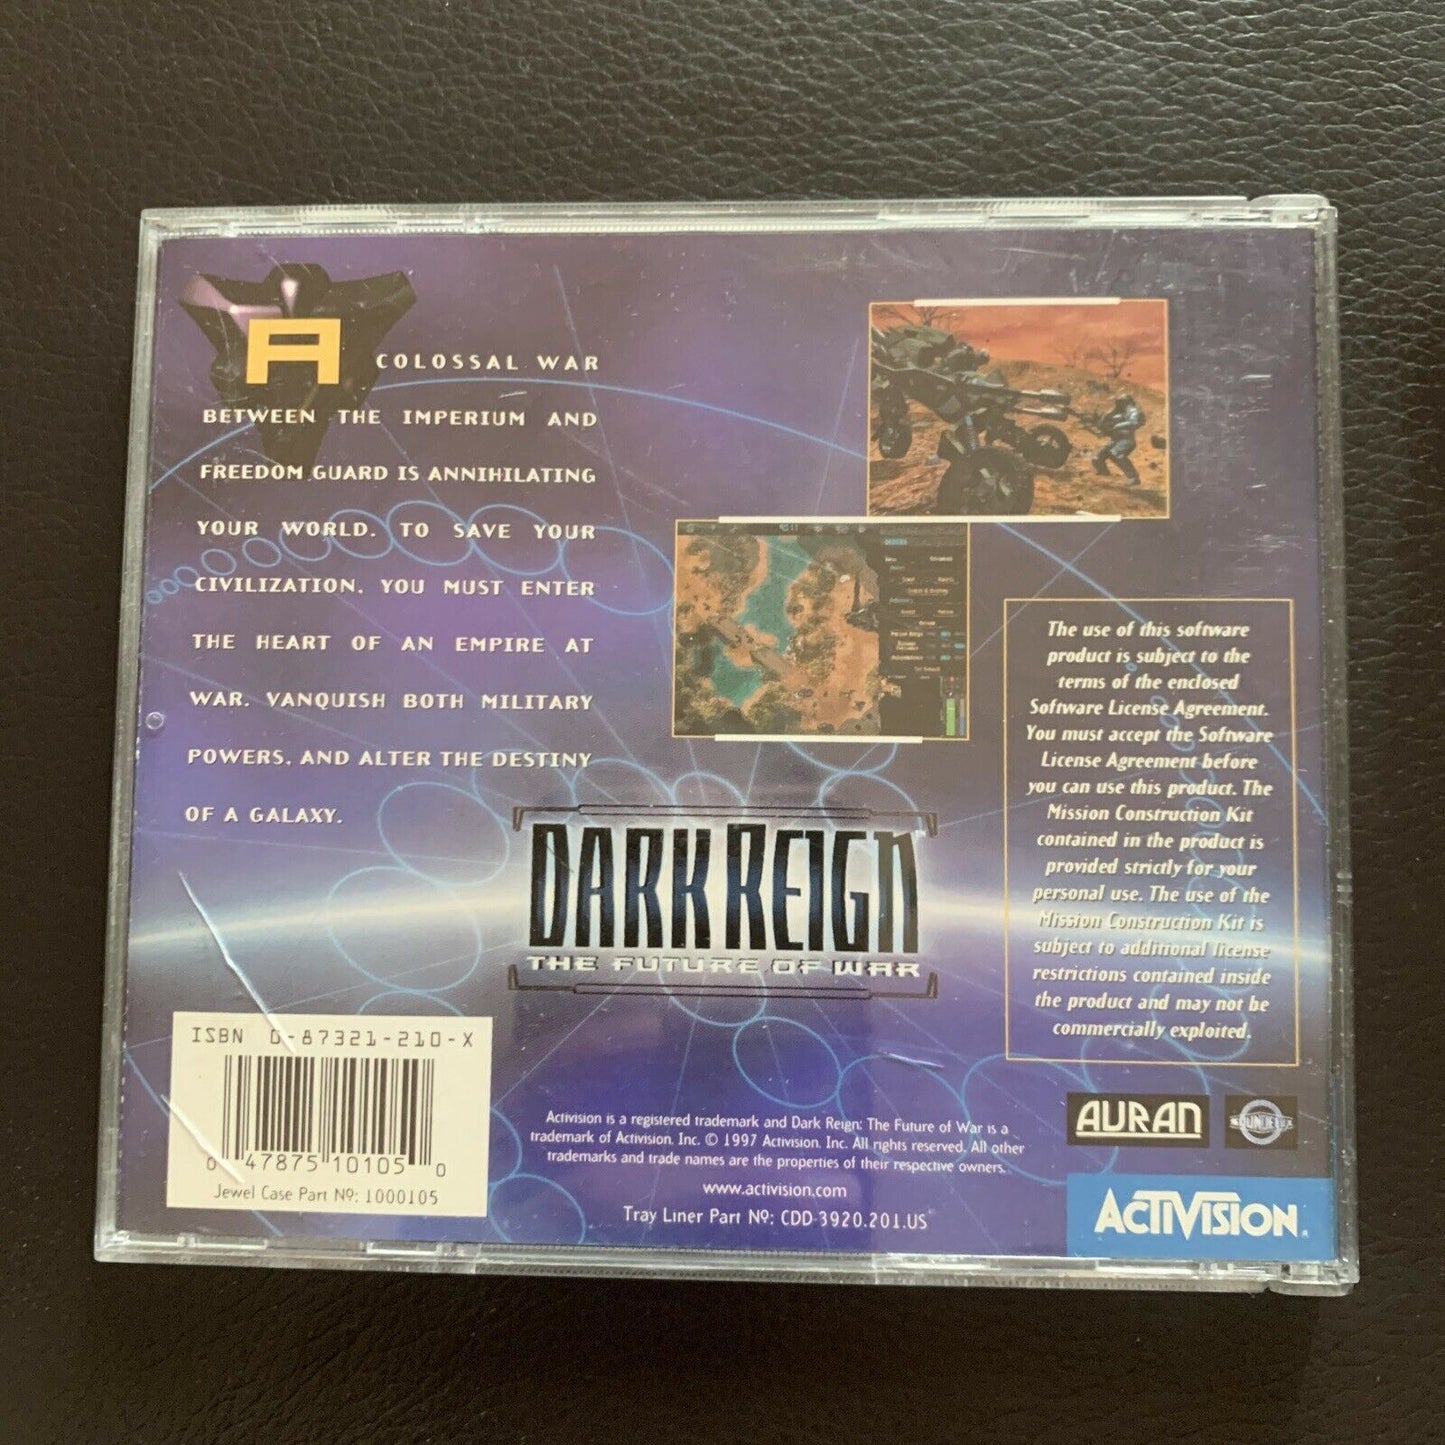 A COLOSSAL WAR
BETWEEN THE IMPERIUM AND
FREEDOM GUARD IS ANNIHILATING
YOUR WORLD. TO SAVE YOUR
CIVILIZATION, YOU MUST ENTER
THE HEART OF AN EMPIRE AT
WAR, VANQUISH BOTH MILITARY
POWERS, AND ALTER THE DESTINY
OF A GALAXY.
DARK REIGN
THE FUTURE OF WAR
The use of this software
product is subject to the
terms of the enclosed
Software License Agreement.
You must accept the Software
License Agreement before
you can use this product. The
Mission Construction Kit
contained in the product is
provided strictly for your
personal use. The use of the
Mission Construction Kit is
subject to additional license
restrictions contained inside
the product and may not be
commercially exploited.
ISBN 0-87321-210-X
0 47875 10105 0
Jewel Case Part Nº: 1000105
Activision is a registered trademark and Dark Reign: The Future of War is a
trademark of Activision, Inc. © 1997 Activision, Inc. All rights reserved. All other
trademarks and trade names are the properties of their respective owners.
www.activision.com
Tray Liner Part Nº: CDD-3920.201.US
AURAN
SOUNDELUX
ACTIVISION